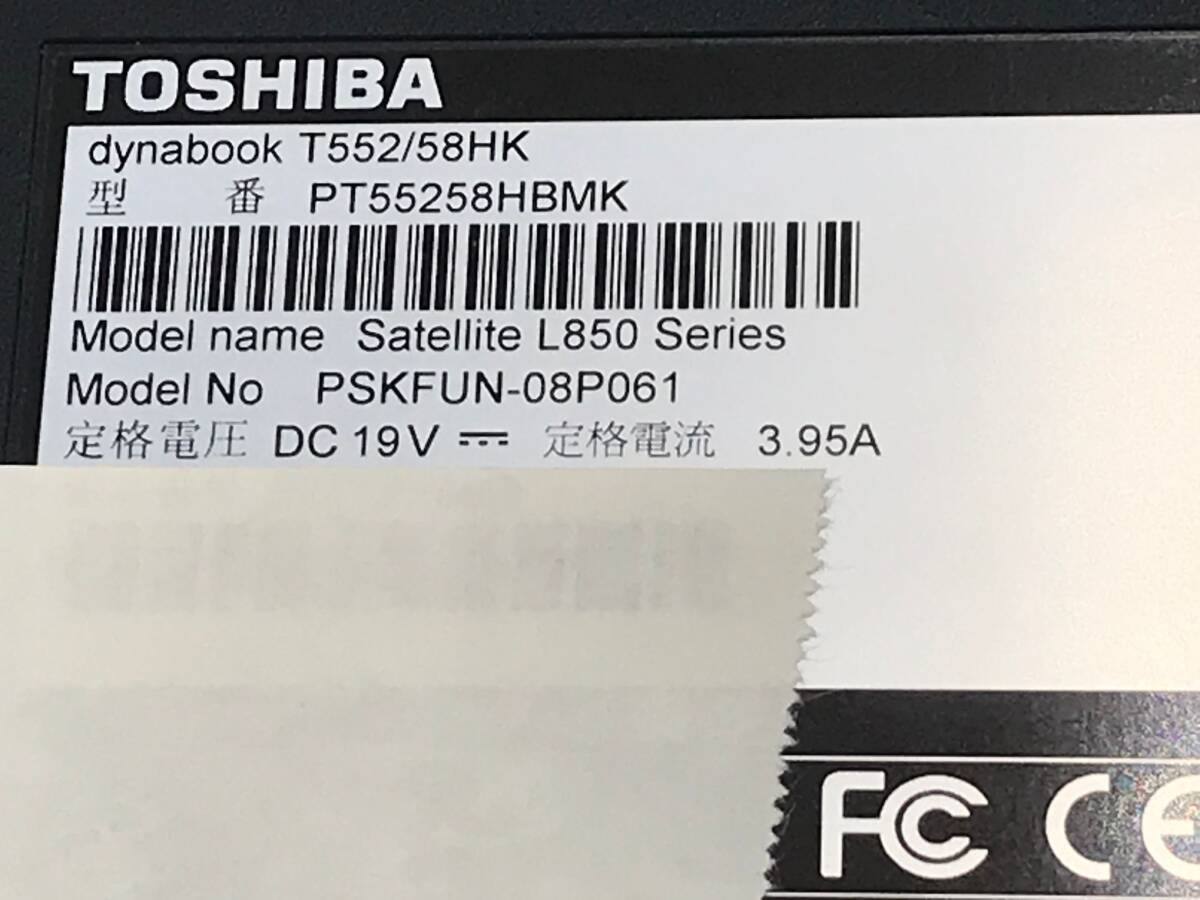 TOSHIBA
dynabook T552/58HK
型 番 PT55258HBMK
Model name Satellite L850 Series
Model No PSKFUN-08P061
定格電圧 DC 19V ⎓ 定格電流 3.95A
FC CE